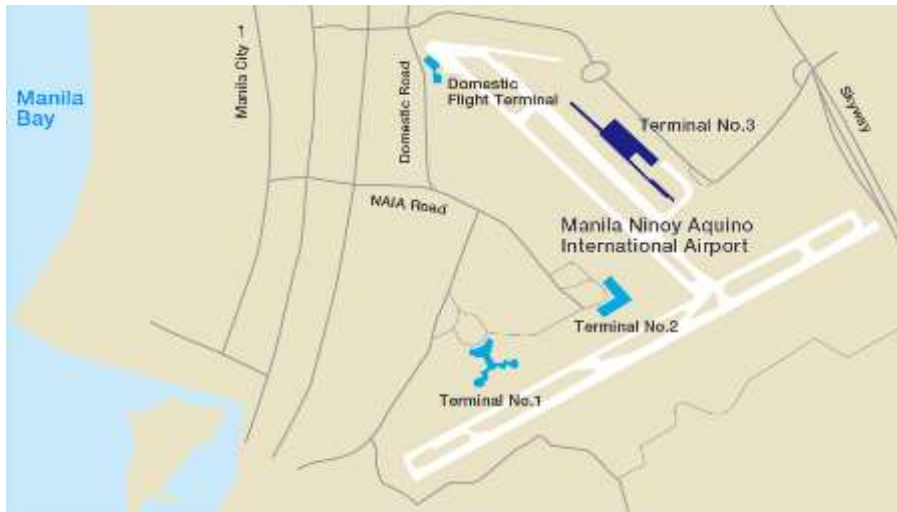 Manila
Bay
Manila City →
Domestic Road
Domestic
Flight Terminal
Terminal No.3
Skyway
NAIA Road
Manila Ninoy Aquino
International Airport
Terminal No.2
Terminal No.1